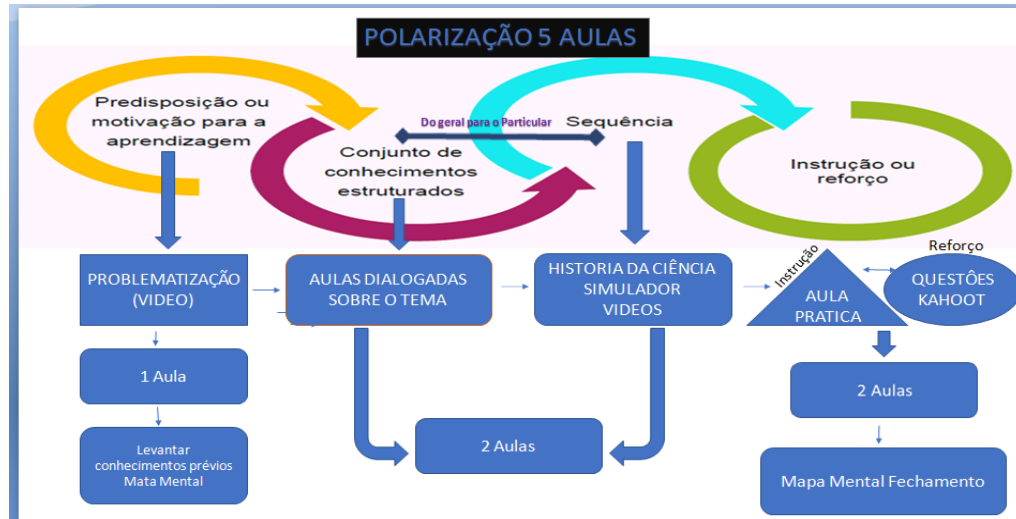 POLARIZAÇÃO 5 AULAS
Predisposição ou
motivação para a
aprendizagem
Do geral para o Particular
Sequência
Conjunto de
conhecimentos
estruturados
Instrução ou
reforço
PROBLEMATIZAÇÃO
(VIDEO)
AULAS DIALOGADAS
SOBRE O TEMA
HISTORIA DA CIÊNCIA
SIMULADOR
VIDEOS
Instrução
AULA
PRATICA
Reforço
QUESTÔES
KAHOOT
1 Aula
2 Aulas
2 Aulas
Levantar
conhecimentos prévios
Mata Mental
Mapa Mental Fechamento